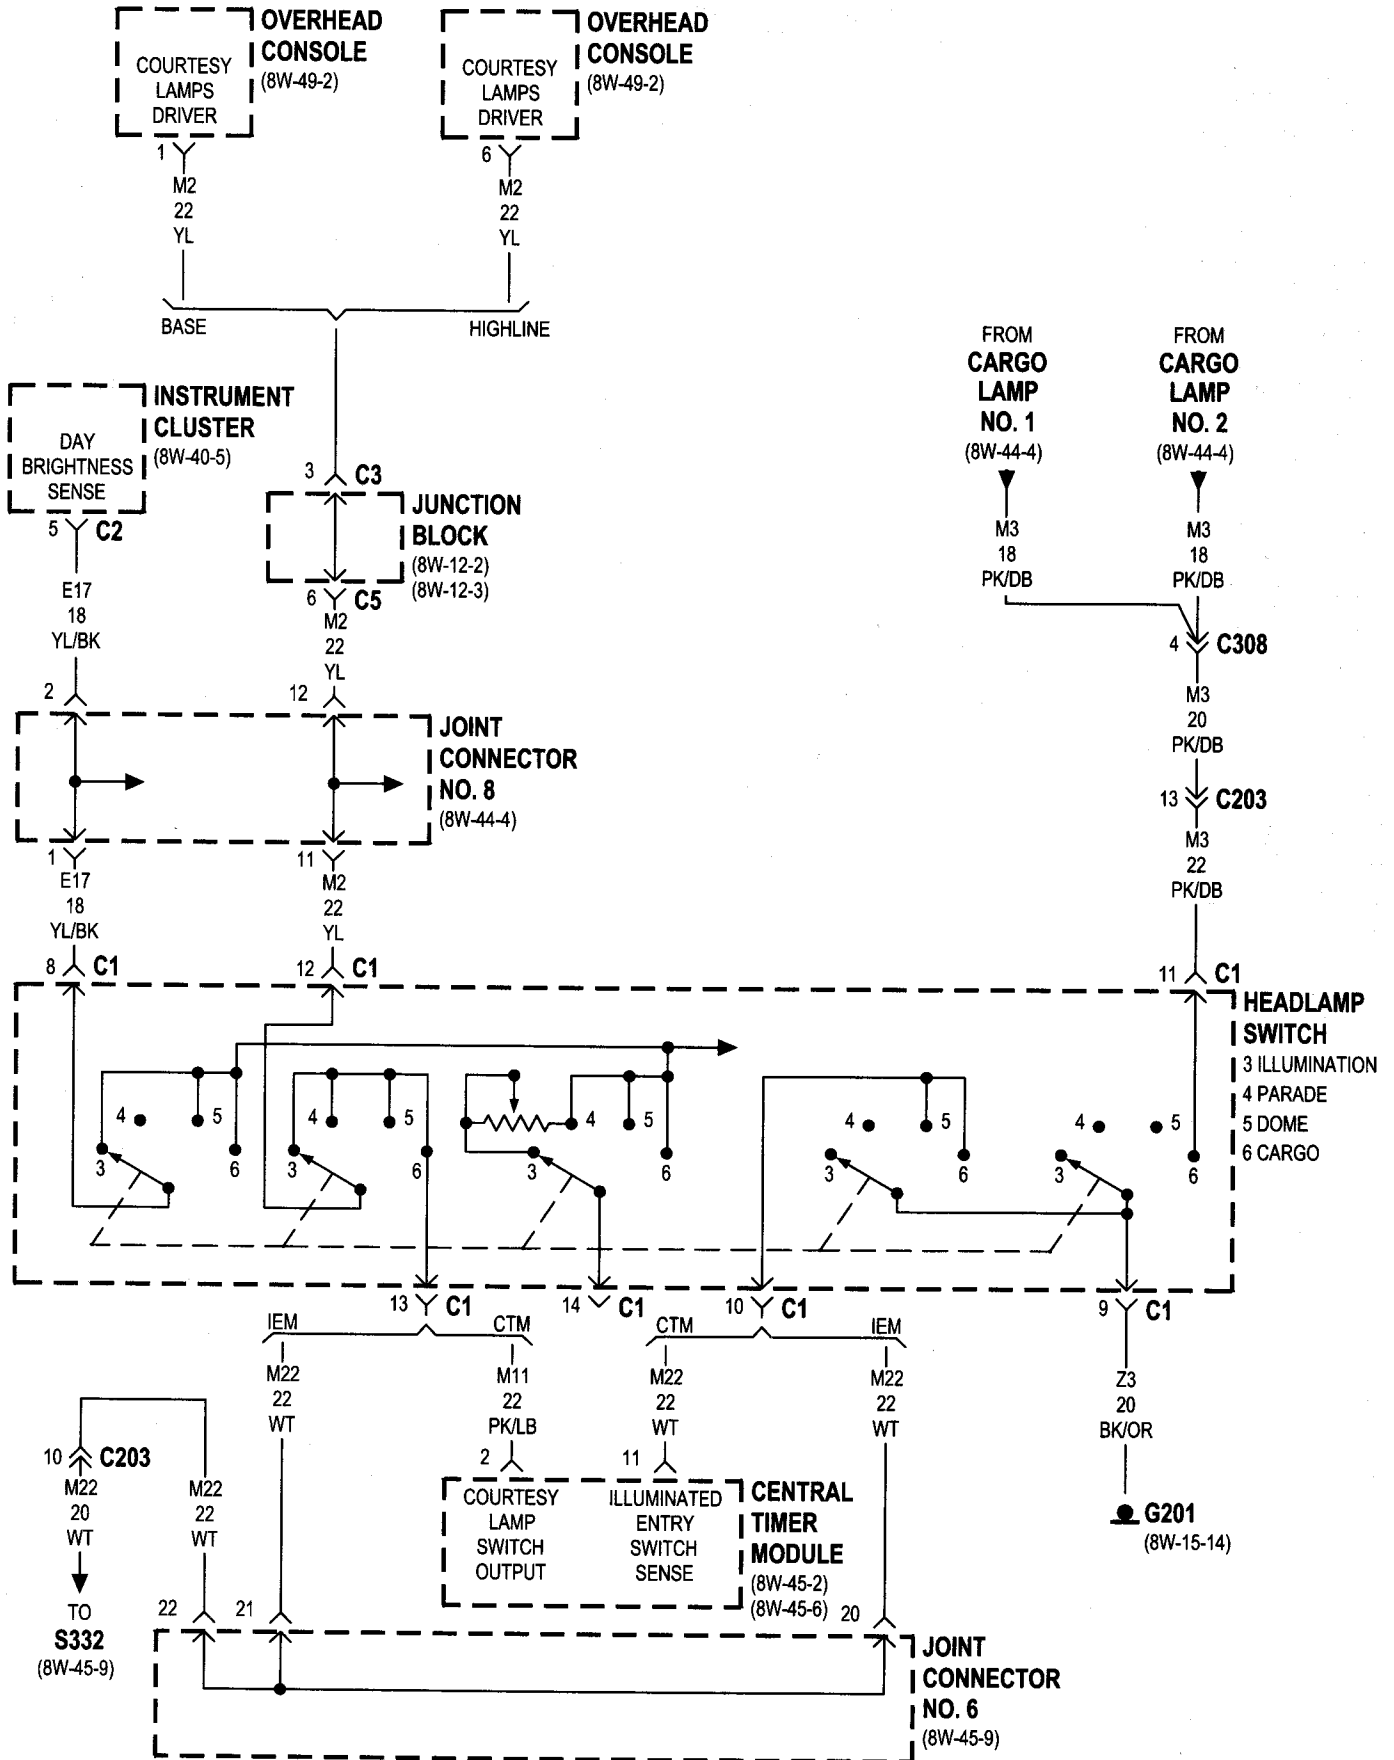 OVERHEAD
CONSOLE
(8W-49-2)
COURTESY
LAMPS
DRIVER
1
M2
22
YL
BASE
OVERHEAD
CONSOLE
(8W-49-2)
COURTESY
LAMPS
DRIVER
6
M2
22
YL
HIGHLINE
INSTRUMENT
CLUSTER
(8W-40-5)
DAY
BRIGHTNESS
SENSE
5 C2
E17
18
YL/BK
2
3 C3
JUNCTION
BLOCK
(8W-12-2)
(8W-12-3)
6 C5
M2
22
YL
12
FROM
CARGO
LAMP
NO. 1
(8W-44-4)
M3
18
PK/DB
FROM
CARGO
LAMP
NO. 2
(8W-44-4)
M3
18
PK/DB
4 C308
M3
20
PK/DB
13 C203
M3
22
PK/DB
11 C1
JOINT
CONNECTOR
NO. 8
(8W-44-4)
1
E17
18
YL/BK
8 C1
11
M2
22
YL
12 C1
HEADLAMP
SWITCH
3 ILLUMINATION
4 PARADE
5 DOME
6 CARGO
4 5
3 6
4 5
3 6
4 5
3 6
4 5
3 6
4 5
3 6
13 C1
14 C1
10 C1
9 C1
IEM CTM
CTM IEM
M22
22
WT
M11
22
PK/LB
2
M22
22
WT
11
M22
22
WT
20
Z3
20
BK/OR
G201
(8W-15-14)
10 C203
M22
20
WT
TO
S332
(8W-45-9)
M22
22
WT
22
21
COURTESY
LAMP
SWITCH
OUTPUT
ILLUMINATED
ENTRY
SWITCH
SENSE
CENTRAL
TIMER
MODULE
(8W-45-2)
(8W-45-6)
JOINT
CONNECTOR
NO. 6
(8W-45-9)